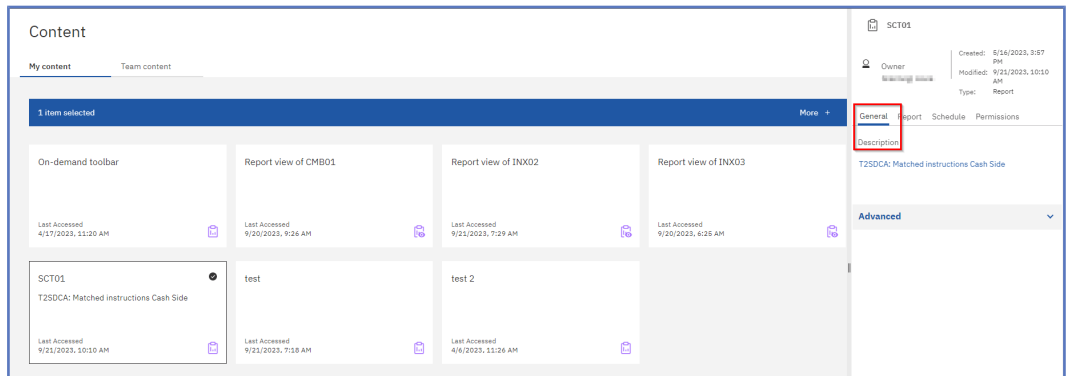 Content
My content Team content
1 item selected More +
On-demand toolbar
Last Accessed
4/17/2023, 11:20 AM
Report view of CMB01
Last Accessed
9/20/2023, 9:26 AM
Report view of INX02
Last Accessed
9/21/2023, 7:29 AM
Report view of INX03
Last Accessed
9/20/2023, 6:25 AM
SCT01
T2SDCA: Matched instructions Cash Side
Last Accessed
9/21/2023, 10:10 AM
test
Last Accessed
9/21/2023, 7:18 AM
test 2
Last Accessed
4/6/2023, 11:26 AM
SCT01
Owner
Created: 5/16/2023, 3:57
PM
Modified: 9/21/2023, 10:10
AM
Type: Report
General Report Schedule Permissions
Description
T2SDCA: Matched instructions Cash Side
Advanced